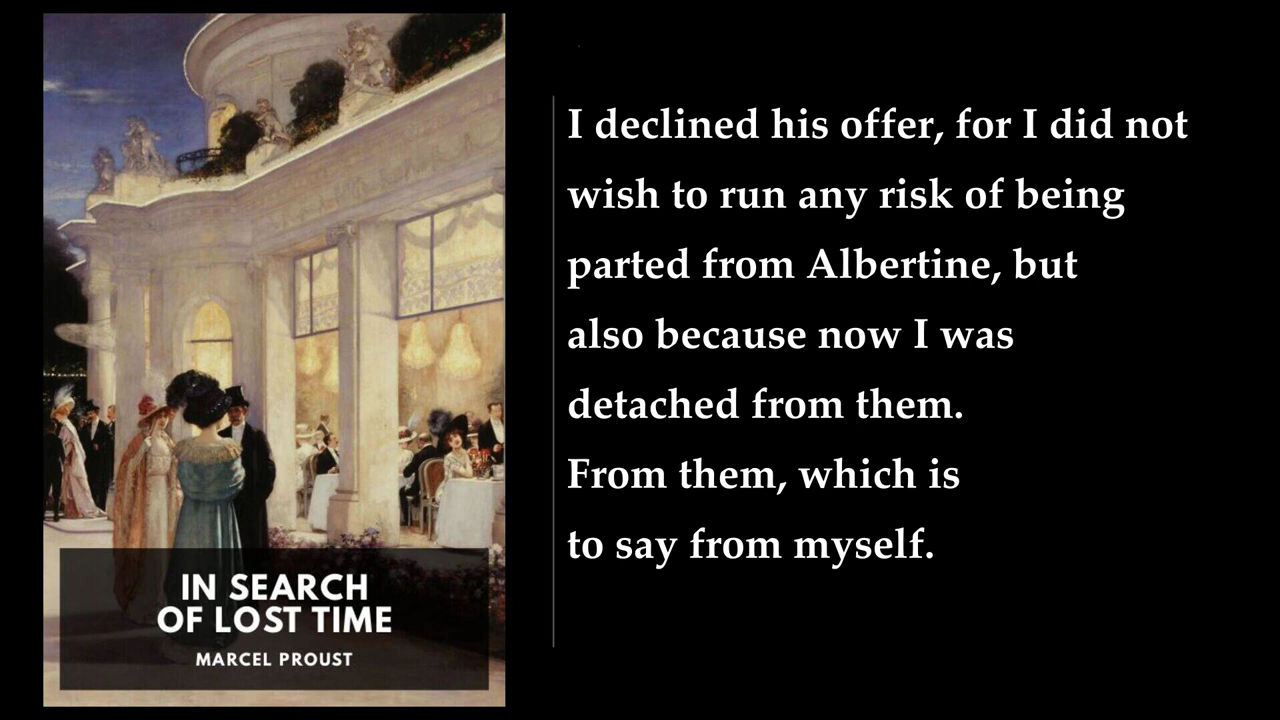 IN SEARCH
OF LOST TIME
MARCEL PROUST
I declined his offer, for I did not
wish to run any risk of being
parted from Albertine, but
also because now I was
detached from them.
From them, which is
to say from myself.